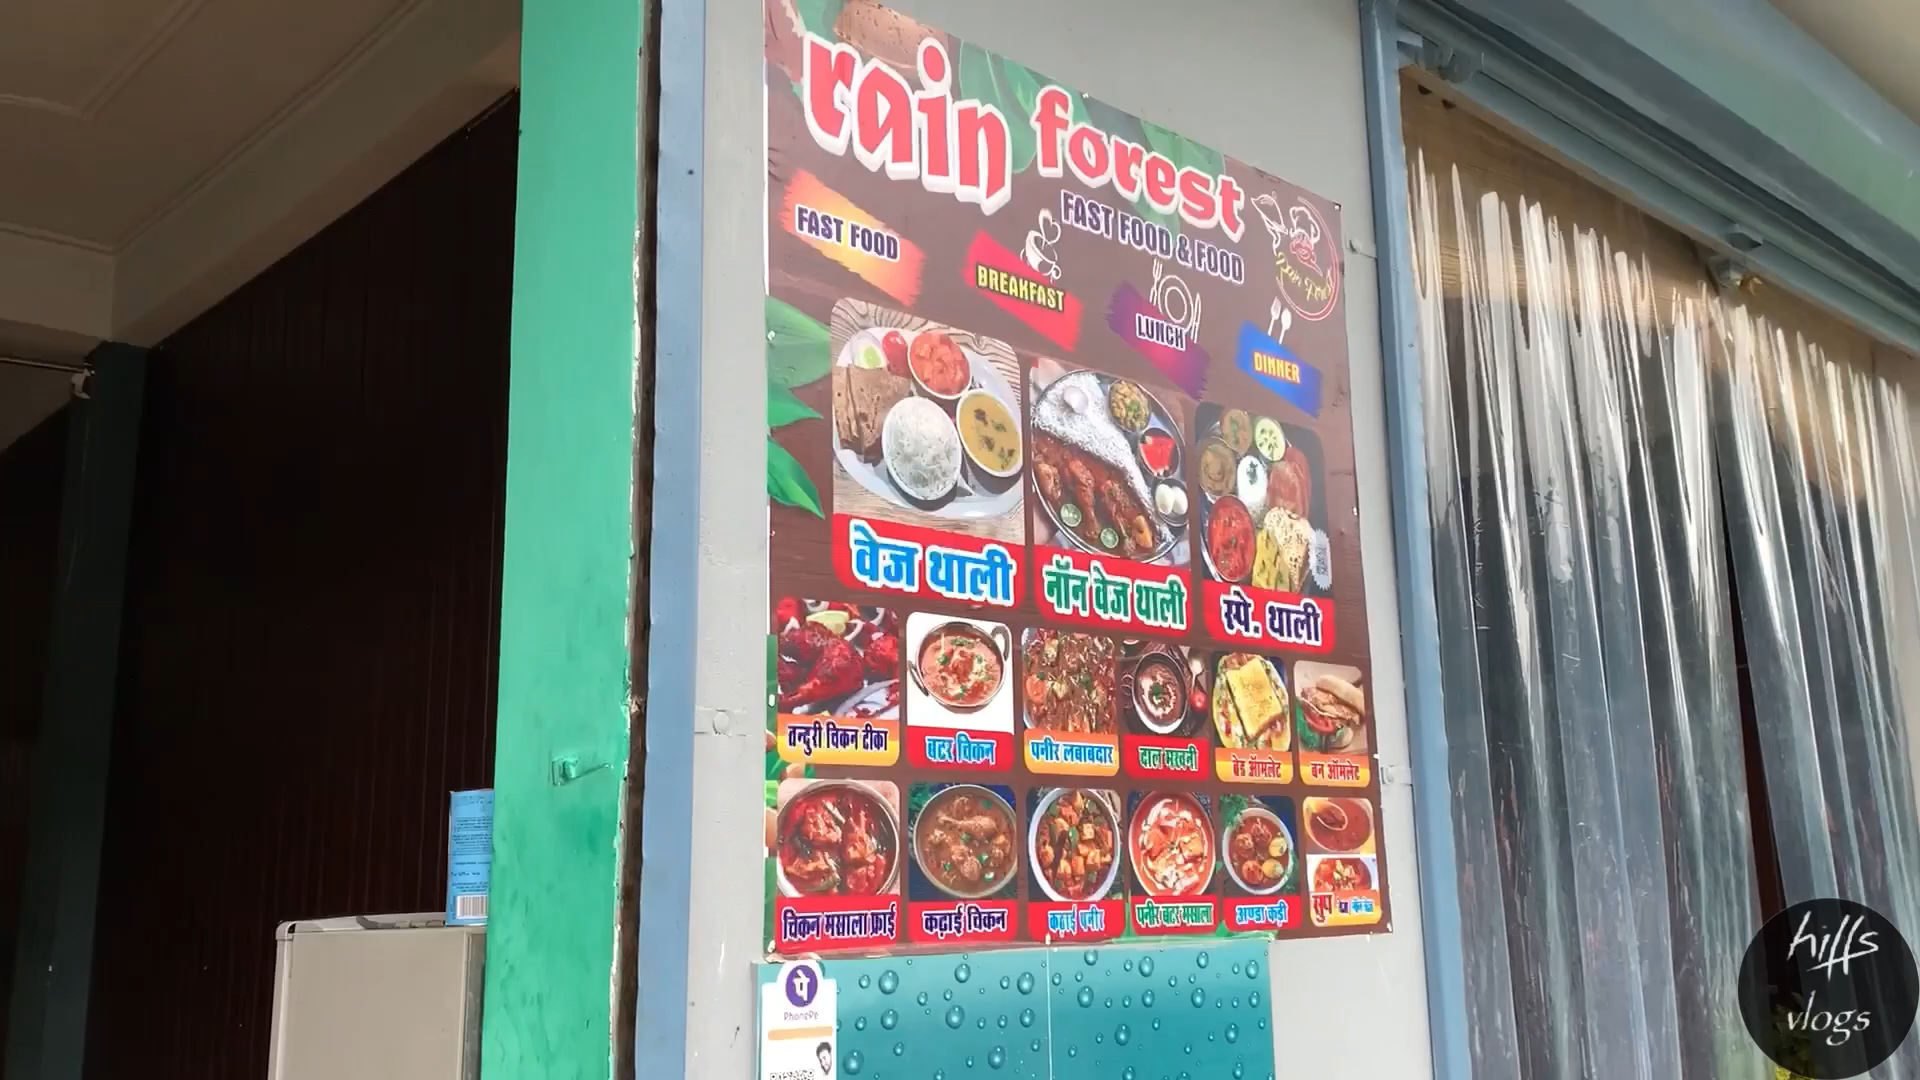 rain forest
FAST FOOD & FOOD
FAST FOOD
BREAKFAST
LUNCH
DINNER
वेज थाली
नॉन वेज थाली
स्पे. थाली
तन्दुरी चिकन टीका
बटर चिकन
पनीर लबाबदार
दाल मखनी
ब्रेड ऑमलेट
बन ऑमलेट
चिकन मसाला फ्राई
कढ़ाई चिकन
कढ़ाई पनीर
पनीर बटर मसाला
अण्डा कड़ी
पे
PhonePe
hills
vlogs